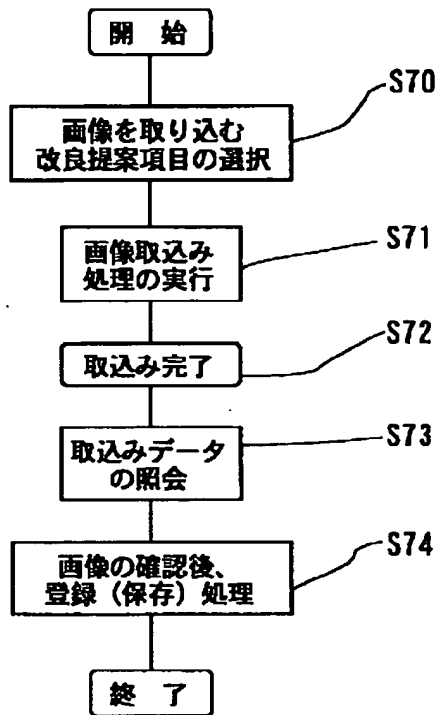 開 始
S70
画像を取り込む
改良提案項目の選択
S71
画像取込み
処理の実行
S72
取込み完了
S73
取込みデータ
の照会
S74
画像の確認後、
登録（保存）処理
終 了